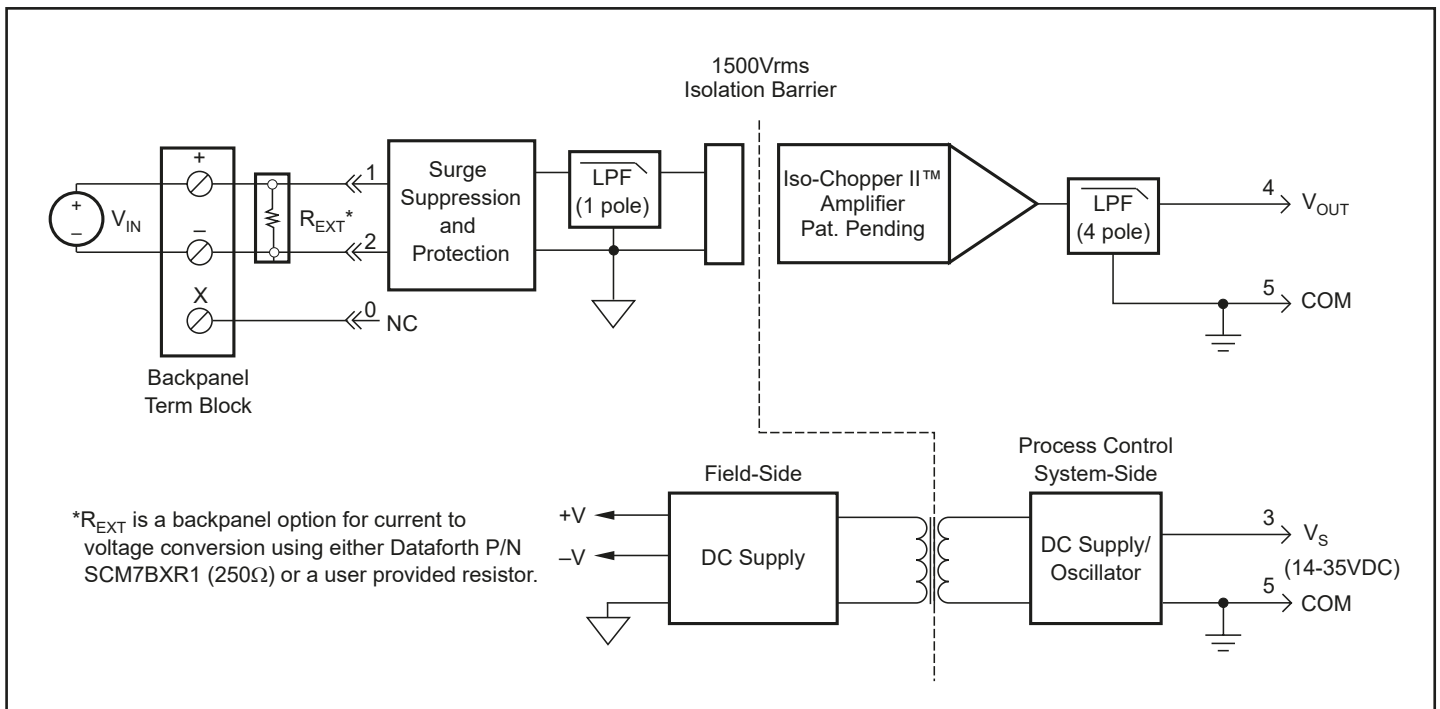 1500Vrms
Isolation Barrier
+
–
X
+
–
V_IN
R_EXT*
1
2
0
NC
Surge
Suppression
and
Protection
LPF
(1 pole)
Iso-Chopper II™
Amplifier
Pat. Pending
LPF
(4 pole)
4
V_OUT
5
COM
Backpanel
Term Block
*R_EXT is a backpanel option for current to
voltage conversion using either Dataforth P/N
SCM7BXR1 (250Ω) or a user provided resistor.
Field-Side
+V
–V
DC Supply
Process Control
System-Side
DC Supply/
Oscillator
3
V_S
(14-35VDC)
5
COM